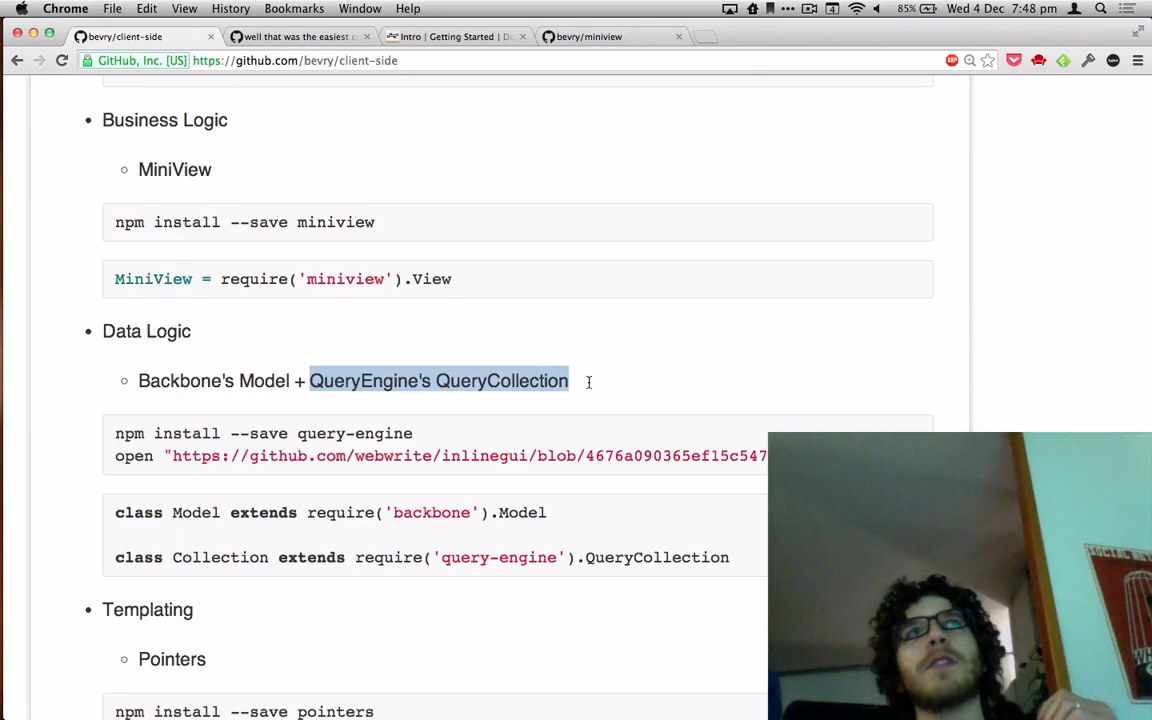 Chrome File Edit View History Bookmarks Window Help 4 85% Wed 4 Dec 7:48 pm
bevry/client-side × well that was the easiest c × Intro | Getting Started | D × bevry/miniview ×
GitHub, Inc. [US] https://github.com/bevry/client-side
Business Logic
MiniView
npm install --save miniview
MiniView = require('miniview').View
Data Logic
Backbone's Model + QueryEngine's QueryCollection
npm install --save query-engine
open "https://github.com/webwrite/inlinegui/blob/4676a090365ef15c547
class Model extends require('backbone').Model
class Collection extends require('query-engine').QueryCollection
Templating
Pointers
npm install --save pointers